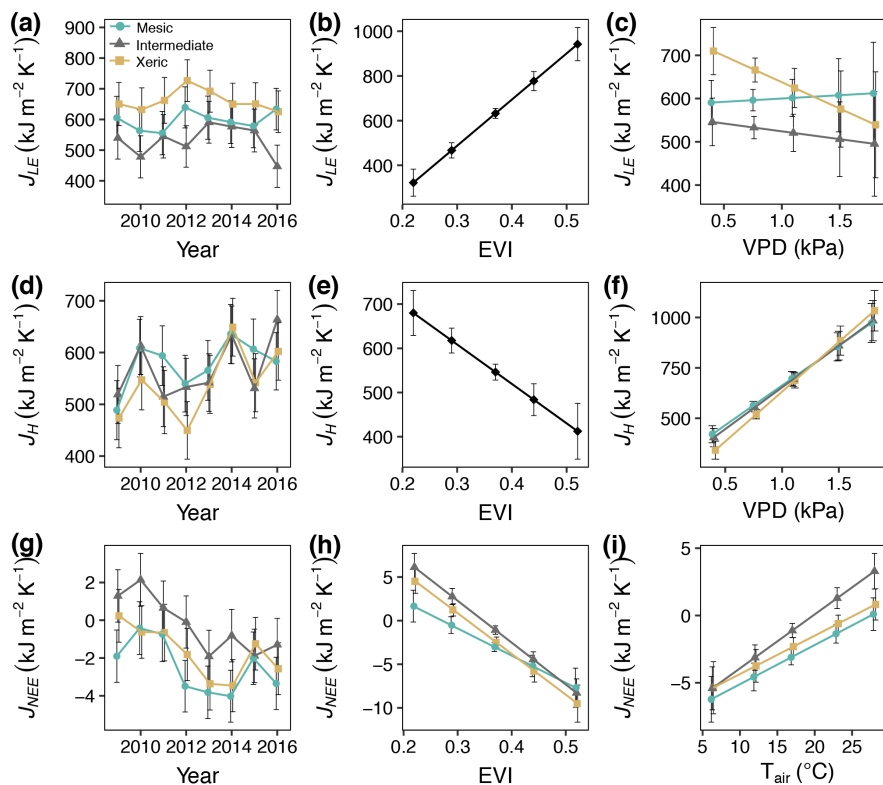 (a)
J_LE (kJ m⁻² K⁻¹)
900
800
700
600
500
400
Mesic
Intermediate
Xeric
2010 2012 2014 2016
Year
(b)
J_LE (kJ m⁻² K⁻¹)
1000
800
600
400
0.2 0.3 0.4 0.5
EVI
(c)
J_LE (kJ m⁻² K⁻¹)
700
600
500
400
0.5 1.0 1.5
VPD (kPa)
(d)
J_H (kJ m⁻² K⁻¹)
700
600
500
400
2010 2012 2014 2016
Year
(e)
J_H (kJ m⁻² K⁻¹)
700
600
500
400
0.2 0.3 0.4 0.5
EVI
(f)
J_H (kJ m⁻² K⁻¹)
1000
750
500
0.5 1.0 1.5
VPD (kPa)
(g)
J_NEE (kJ m⁻² K⁻¹)
2
0
−2
−4
2010 2012 2014 2016
Year
(h)
J_NEE (kJ m⁻² K⁻¹)
5
0
−5
−10
0.2 0.3 0.4 0.5
EVI
(i)
J_NEE (kJ m⁻² K⁻¹)
5
0
−5
5 10 15 20 25
T_air (°C)